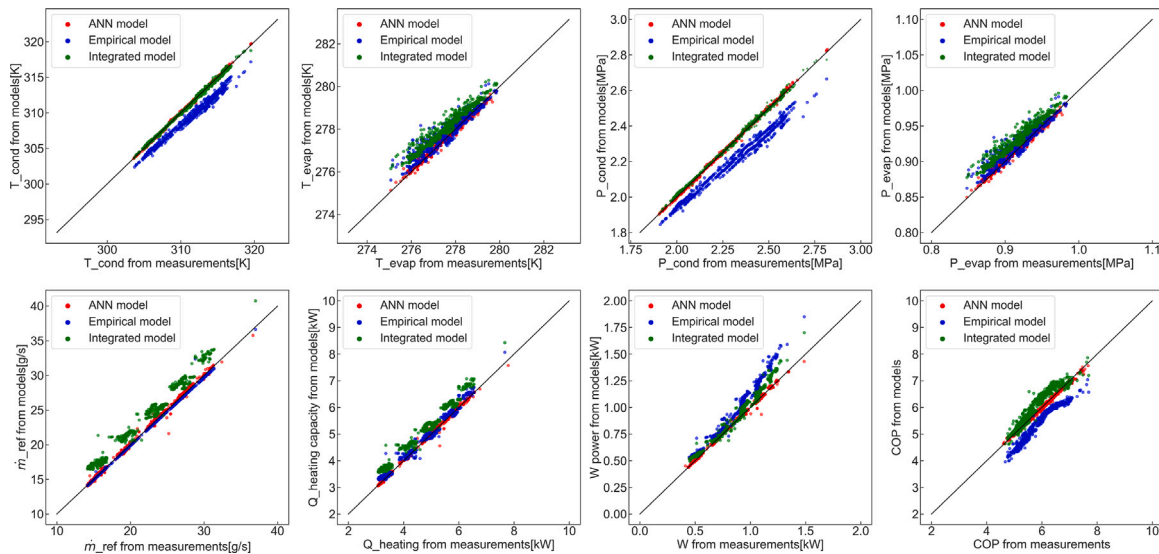 ANN model
Empirical model
Integrated model
T_cond from models[K]
320
315
310
305
300
295
300 310 320
T_cond from measurements[K]
ANN model
Empirical model
Integrated model
T_evap from models[K]
282
280
278
276
274
274 276 278 280 282
T_evap from measurements[K]
ANN model
Empirical model
Integrated model
P_cond from models[MPa]
3.0
2.8
2.6
2.4
2.2
2.0
1.8
1.75 2.00 2.25 2.50 2.75 3.00
P_cond from measurements[MPa]
ANN model
Empirical model
Integrated model
P_evap from models[MPa]
1.10
1.05
1.00
0.95
0.90
0.85
0.80
0.8 0.9 1.0 1.1
P_evap from measurements[MPa]
ANN model
Empirical model
Integrated model
ṁ_ref from models[g/s]
40
35
30
25
20
15
10
10 20 30 40
ṁ_ref from measurements[g/s]
ANN model
Empirical model
Integrated model
Q_heating capacity from models[kW]
10
9
8
7
6
5
4
3
2
2 4 6 8 10
Q_heating from measurements[kW]
ANN model
Empirical model
Integrated model
W power from models[kW]
2.00
1.75
1.50
1.25
1.00
0.75
0.50
0.25
0.00
0.0 0.5 1.0 1.5 2.0
W from measurements[kW]
ANN model
Empirical model
Integrated model
COP from models
10
9
8
7
6
5
4
3
2
2 4 6 8 10
COP from measurements